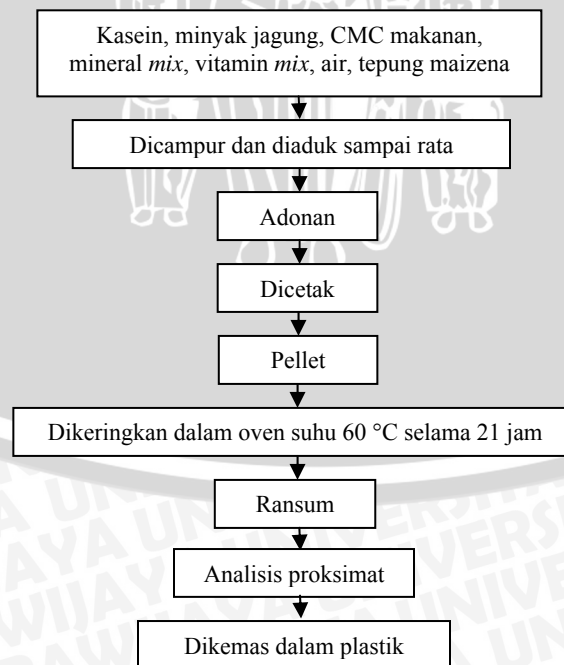 Kasein, minyak jagung, CMC makanan,
mineral mix, vitamin mix, air, tepung maizena
Dicampur dan diaduk sampai rata
Adonan
Dicetak
Pellet
Dikeringkan dalam oven suhu 60 °C selama 21 jam
Ransum
Analisis proksimat
Dikemas dalam plastik